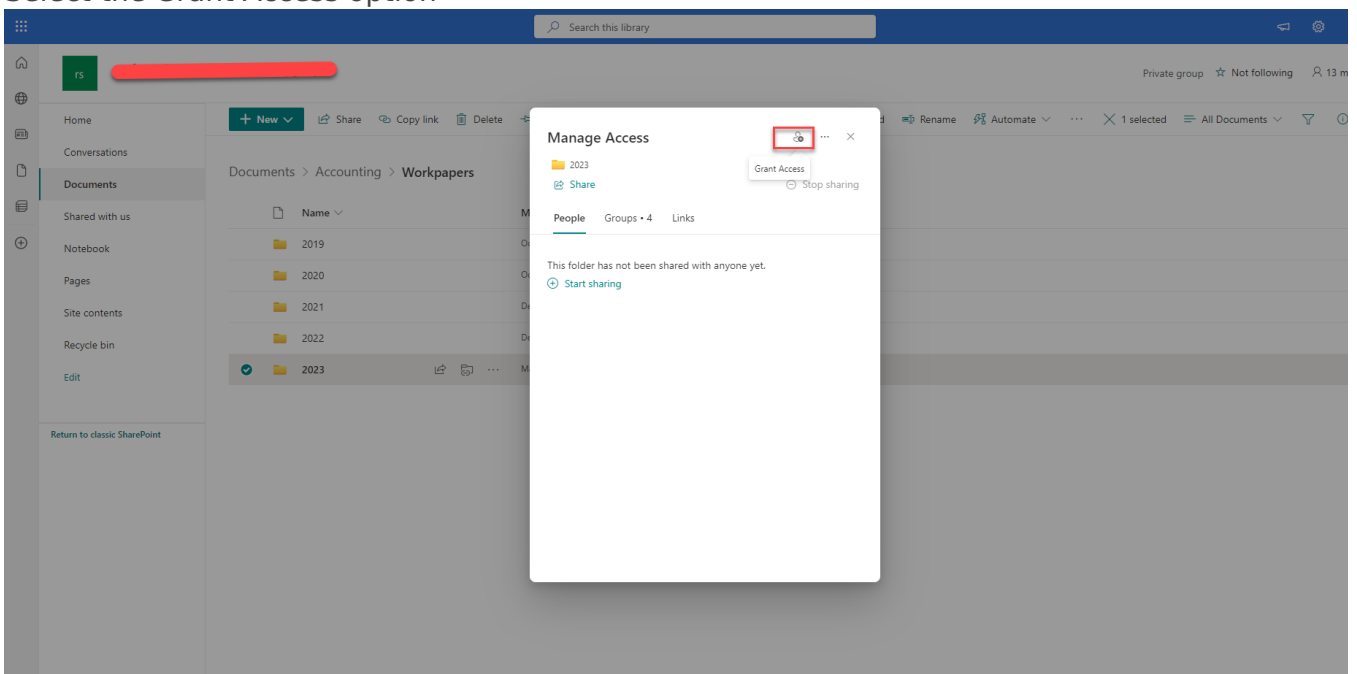 Select the Grant Access option
Search this library
rs
Private group Not following 13 m
Home
Conversations
Documents
Shared with us
Notebook
Pages
Site contents
Recycle bin
Edit
Return to classic SharePoint
New Share Copy link Delete Rename Automate ... 1 selected All Documents
Documents > Accounting > Workpapers
Name
2019
2020
2021
2022
2023 ...
Manage Access ...
Grant Access
2023
Share Stop sharing
People Groups • 4 Links
This folder has not been shared with anyone yet.
Start sharing